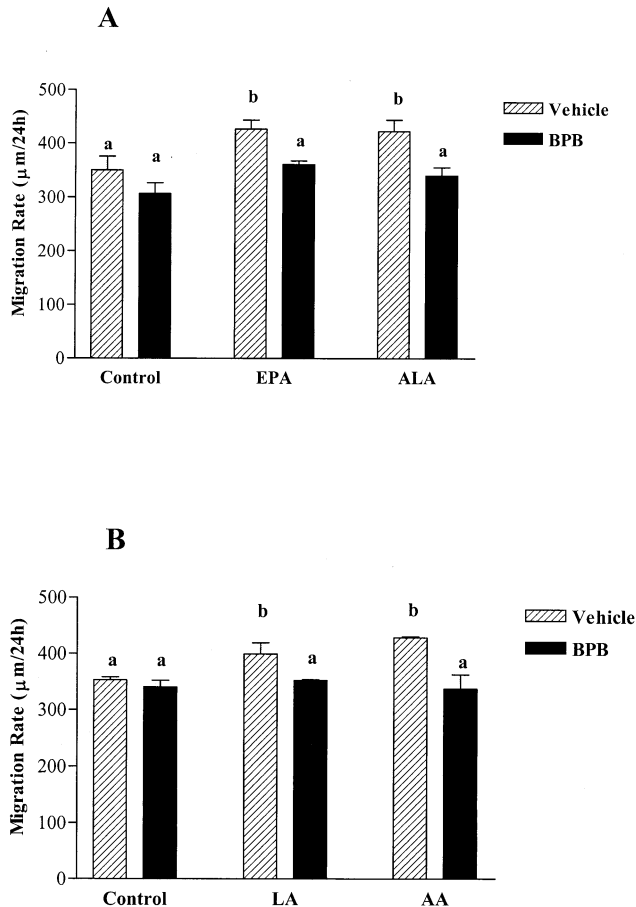 A
Migration Rate (μm/24h)
500
400
300
200
100
0
b
b
a
a
a
a
Vehicle
BPB
Control
EPA
ALA
B
Migration Rate (μm/24h)
500
400
300
200
100
0
b
b
a
a
a
a
Vehicle
BPB
Control
LA
AA